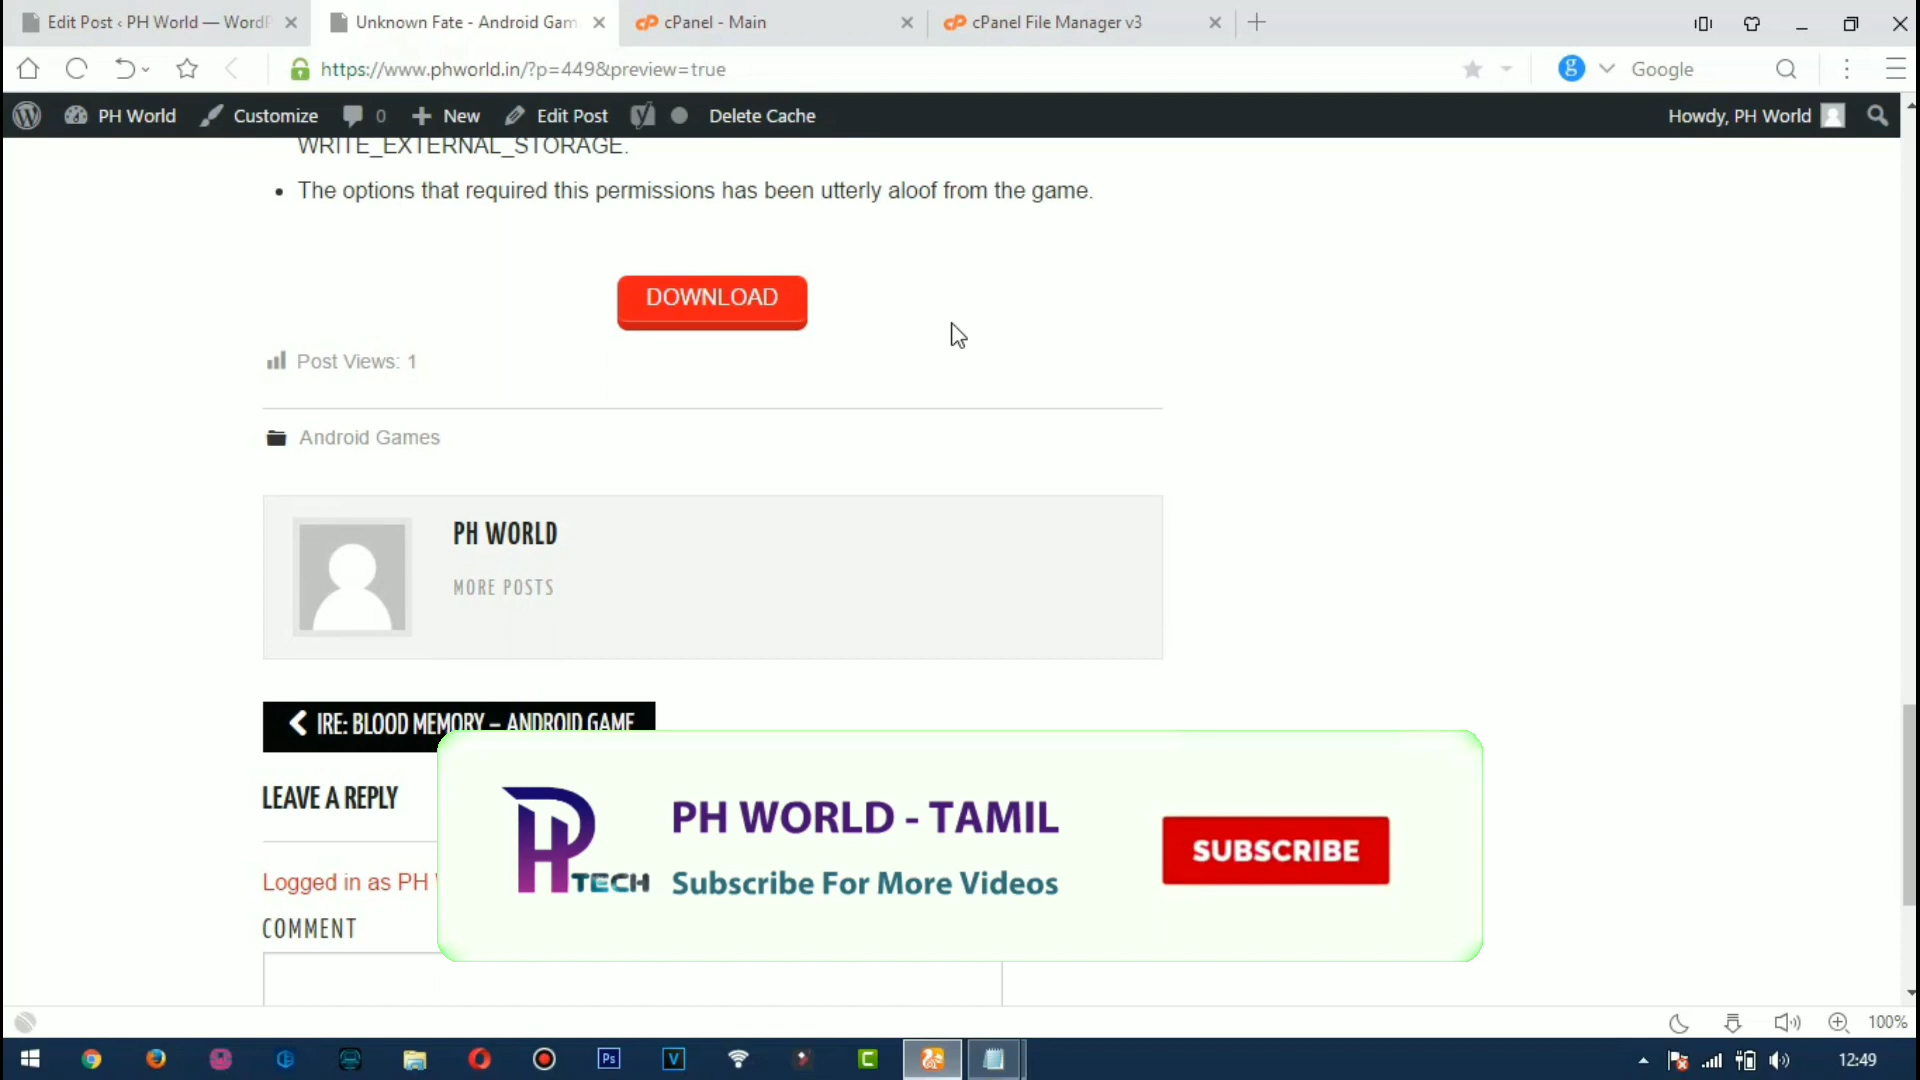 Edit Post ‹ PH World — WordP
Unknown Fate - Android Gam
cPanel - Main
cPanel File Manager v3
https://www.phworld.in/?p=449&preview=true
Google
PH World
Customize
0
New
Edit Post
Delete Cache
Howdy, PH World
WRITE_EXTERNAL_STORAGE.
• The options that required this permissions has been utterly aloof from the game.
DOWNLOAD
Post Views: 1
Android Games
PH WORLD
MORE POSTS
IRE: BLOOD MEMORY – ANDROID GAME
LEAVE A REPLY
PH WORLD - TAMIL
SUBSCRIBE
TECH
Subscribe For More Videos
Logged in as PH
COMMENT
100%
Ps
V
C
12:49